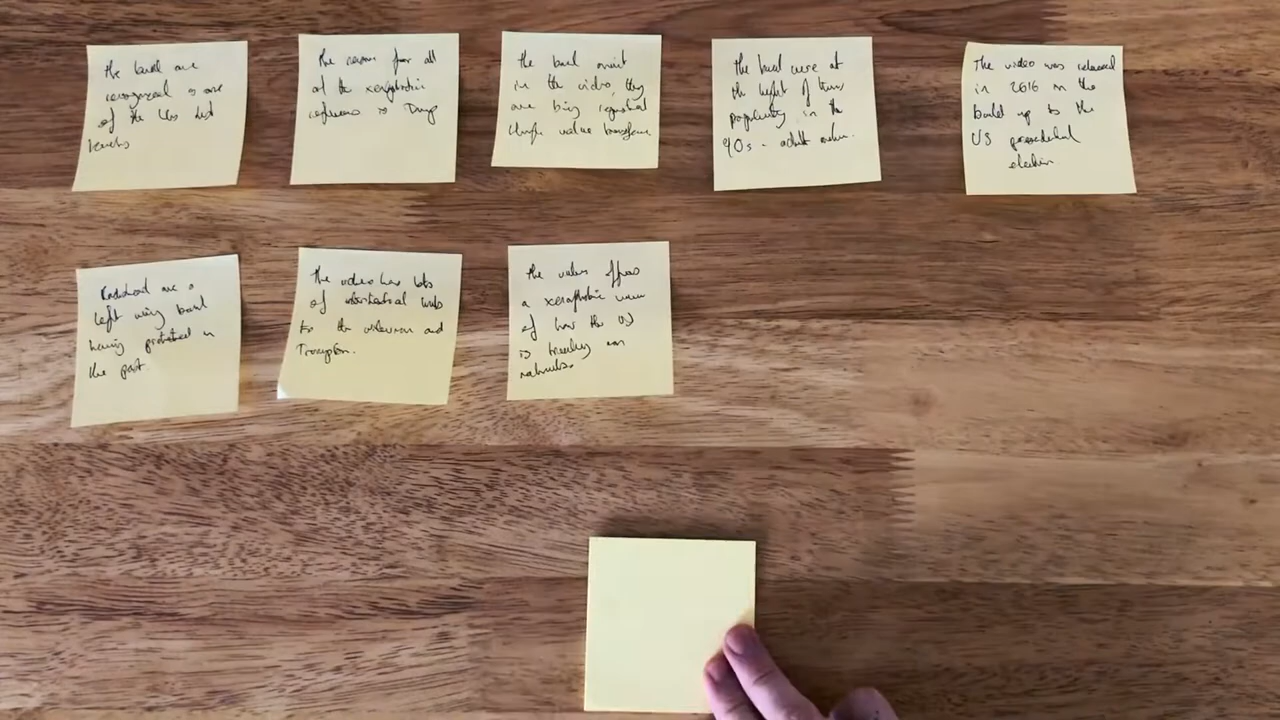 The band are
recognised as one
of the
The reason for all
of the xenophobic
references is Trump
The band
in the video, they
are being
through
The band were at
the height of their
popularity in the
90s -
The video was released
in 2016 in the
build up to the
US presidential
election
Radiohead are a
left wing band
having protested in
the past
The video has lots
of intertextual links
to the and
Trumpton.
The video offers
a xenophobic view
of how the US
is treating